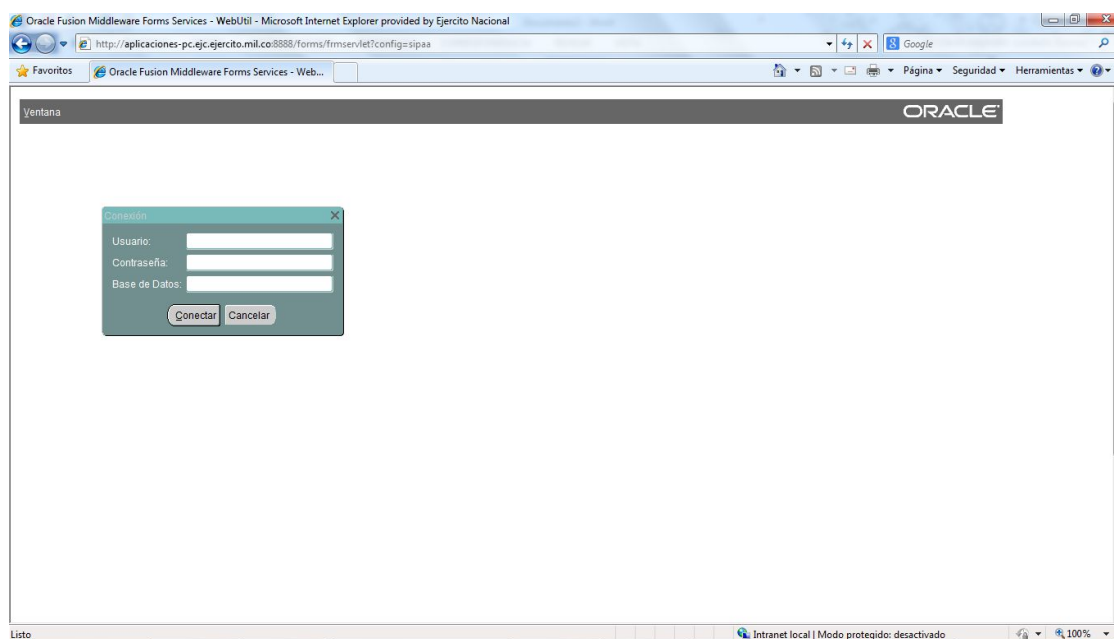 Oracle Fusion Middleware Forms Services - WebUtil - Microsoft Internet Explorer provided by Ejercito Nacional
http://aplicaciones-pc.ejc.ejercito.mil.co:8888/forms/frmservlet?config=sipaa
Google
Favoritos
Oracle Fusion Middleware Forms Services - Web...
Página
Seguridad
Herramientas
Ventana
ORACLE
Conexión
Usuario:
Contraseña:
Base de Datos:
Conectar
Cancelar
Listo
Intranet local | Modo protegido: desactivado
100%